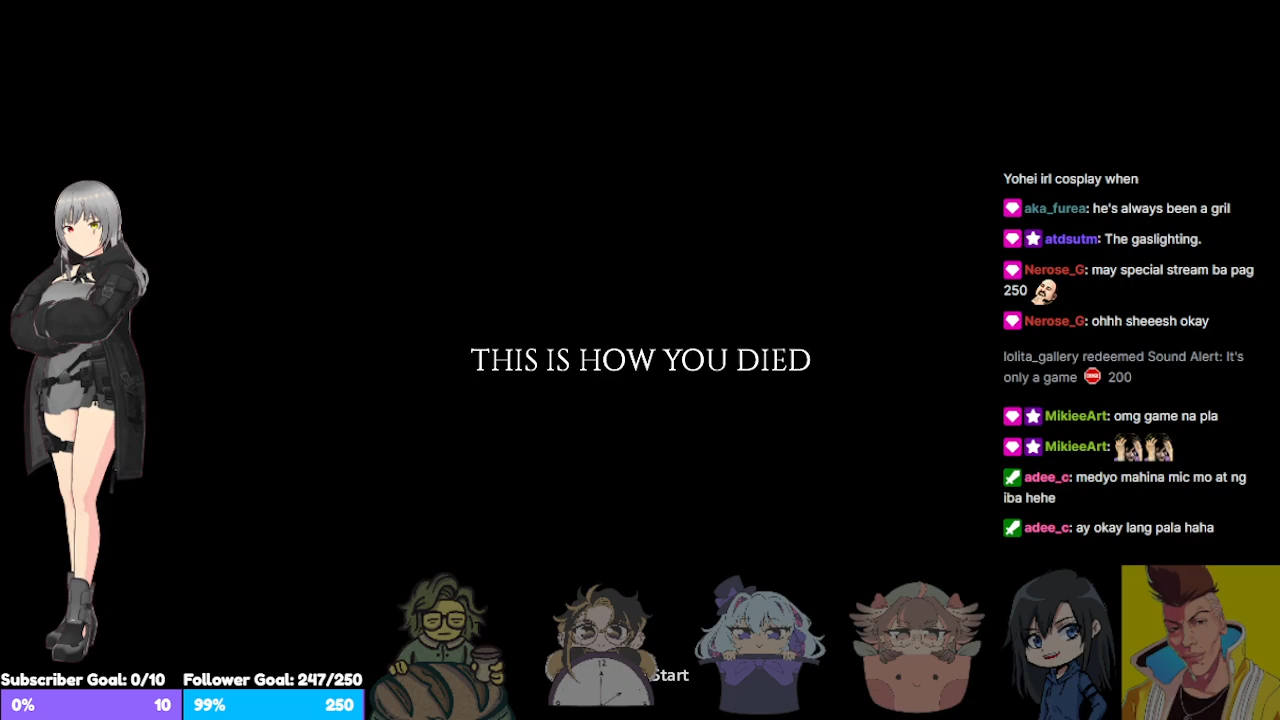 Yohei irl cosplay when
aka_furea: he's always been a gril
atdsutm: The gaslighting.
Nerose_G: may special stream ba pag
250
Nerose_G: ohhh sheeesh okay
lolita_gallery redeemed Sound Alert: It's
only a game 200
MikieeArt: omg game na pla
MikieeArt:
adee_c: medyo mahina mic mo at ng
iba hehe
adee_c: ay okay lang pala haha
THIS IS HOW YOU DIED
12
Start
Subscriber Goal: 0/10
Follower Goal: 247/250
0%
10
99%
250